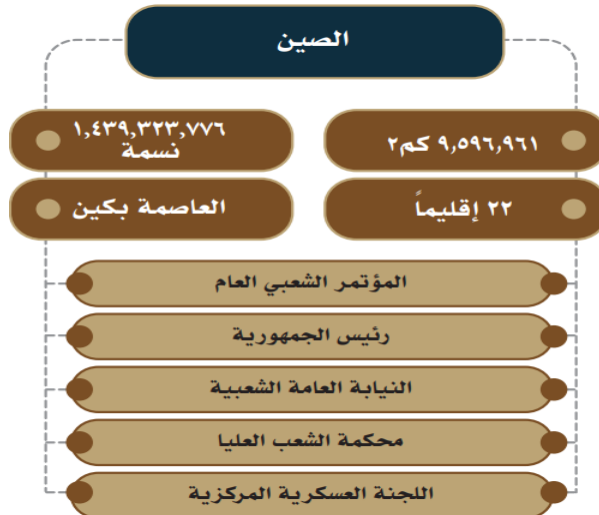 الصين
٩,٥٩٦,٩٦١ كم٢
١,٤٣٩,٣٢٣,٧٧٦
نسمة
٢٢ إقليماً
العاصمة بكين
المؤتمر الشعبي العام
رئيس الجمهورية
النيابة العامة الشعبية
محكمة الشعب العليا
اللجنة العسكرية المركزية